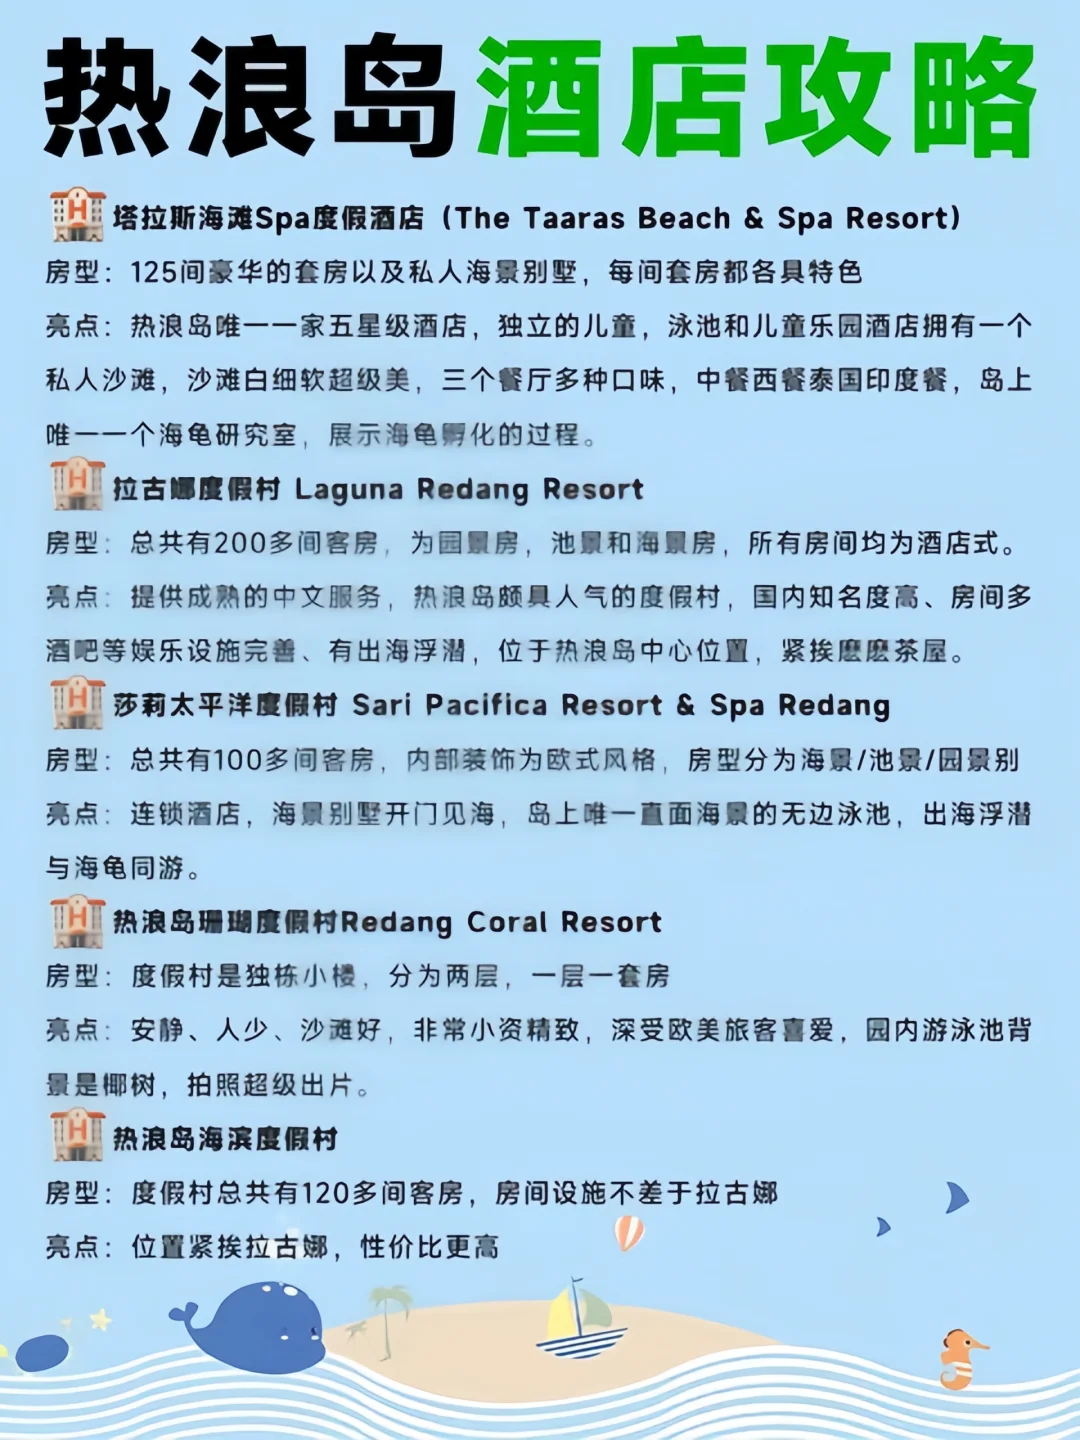 热浪岛酒店攻略
塔拉斯海滩Spa度假酒店（The Taaras Beach & Spa Resort）
房型：125间豪华的套房以及私人海景别墅，每间套房都各具特色
亮点：热浪岛唯一一家五星级酒店，独立的儿童，泳池和儿童乐园酒店拥有一个
私人沙滩，沙滩白细软超级美，三个餐厅多种口味，中餐西餐泰国印度餐，岛上
唯一一个海龟研究室，展示海龟孵化的过程。
拉古娜度假村 Laguna Redang Resort
房型：总共有200多间客房，为园景房，池景和海景房，所有房间均为酒店式。
亮点：提供成熟的中文服务，热浪岛颇具人气的度假村，国内知名度高、房间多
酒吧等娱乐设施完善、有出海浮潜，位于热浪岛中心位置，紧挨麽麽茶屋。
莎莉太平洋度假村 Sari Pacifica Resort & Spa Redang
房型：总共有100多间客房，内部装饰为欧式风格，房型分为海景/池景/园景别
亮点：连锁酒店，海景别墅开门见海，岛上唯一直面海景的无边泳池，出海浮潜
与海龟同游。
热浪岛珊瑚度假村Redang Coral Resort
房型：度假村是独栋小楼，分为两层，一层一套房
亮点：安静、人少、沙滩好，非常小资精致，深受欧美旅客喜爱，园内游泳池背
景是椰树，拍照超级出片。
热浪岛海滨度假村
房型：度假村总共有120多间客房，房间设施不差于拉古娜
亮点：位置紧挨拉古娜，性价比更高
H
H
H
H
H